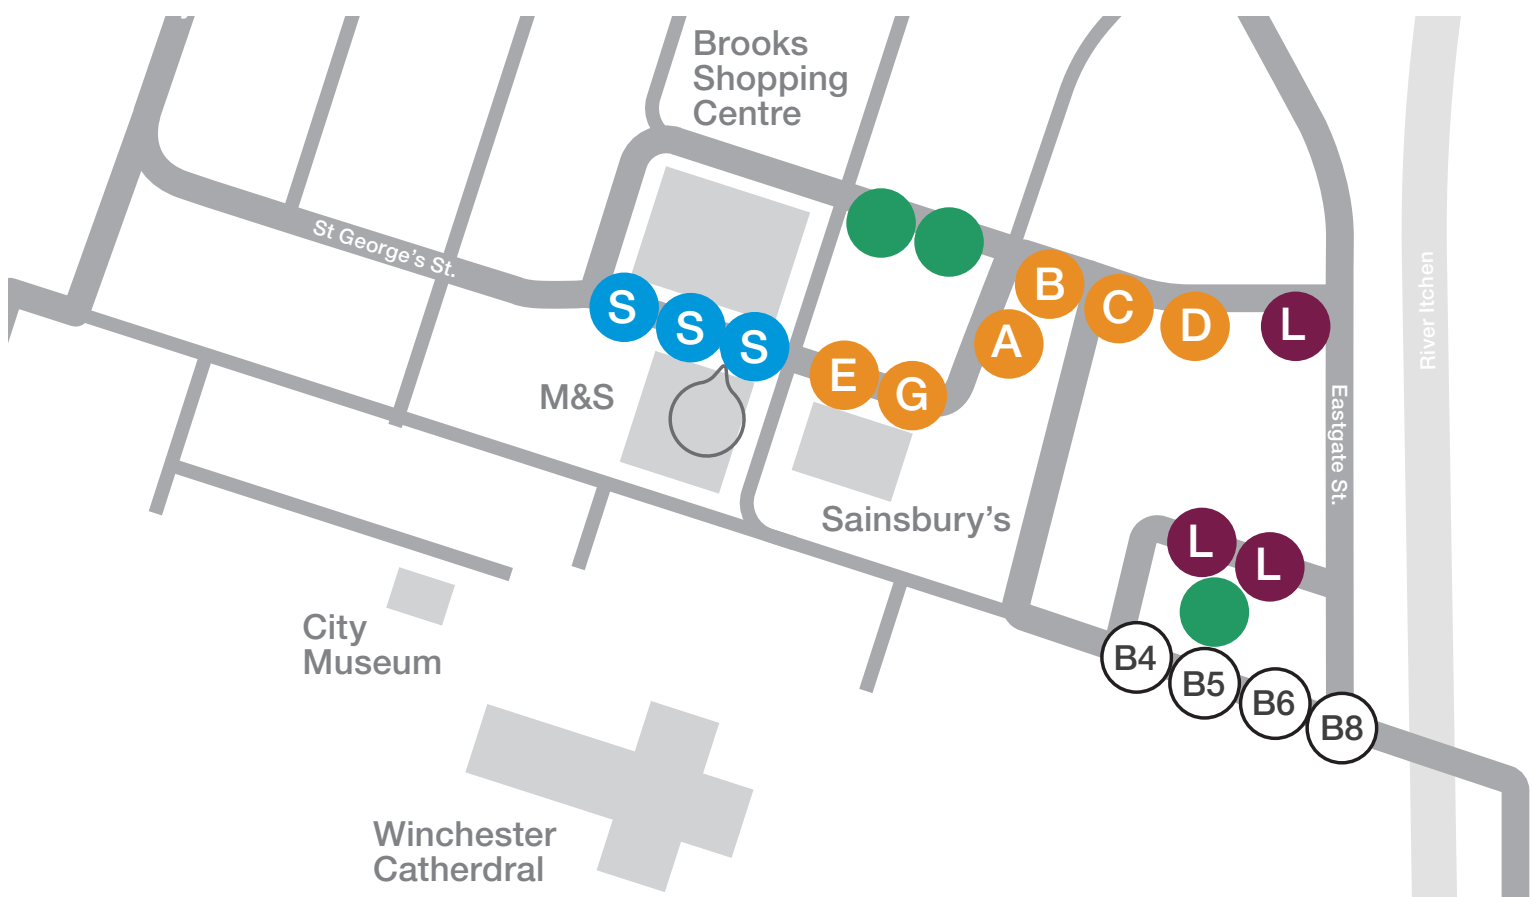 Brooks
Shopping
Centre
St George's St.
River Itchen
B
A
C
D
L
S
S
S
E
G
M&S
Eastgate St.
Sainsbury's
L
L
City
Museum
B4
B5
B6
B8
Winchester
Catherdral